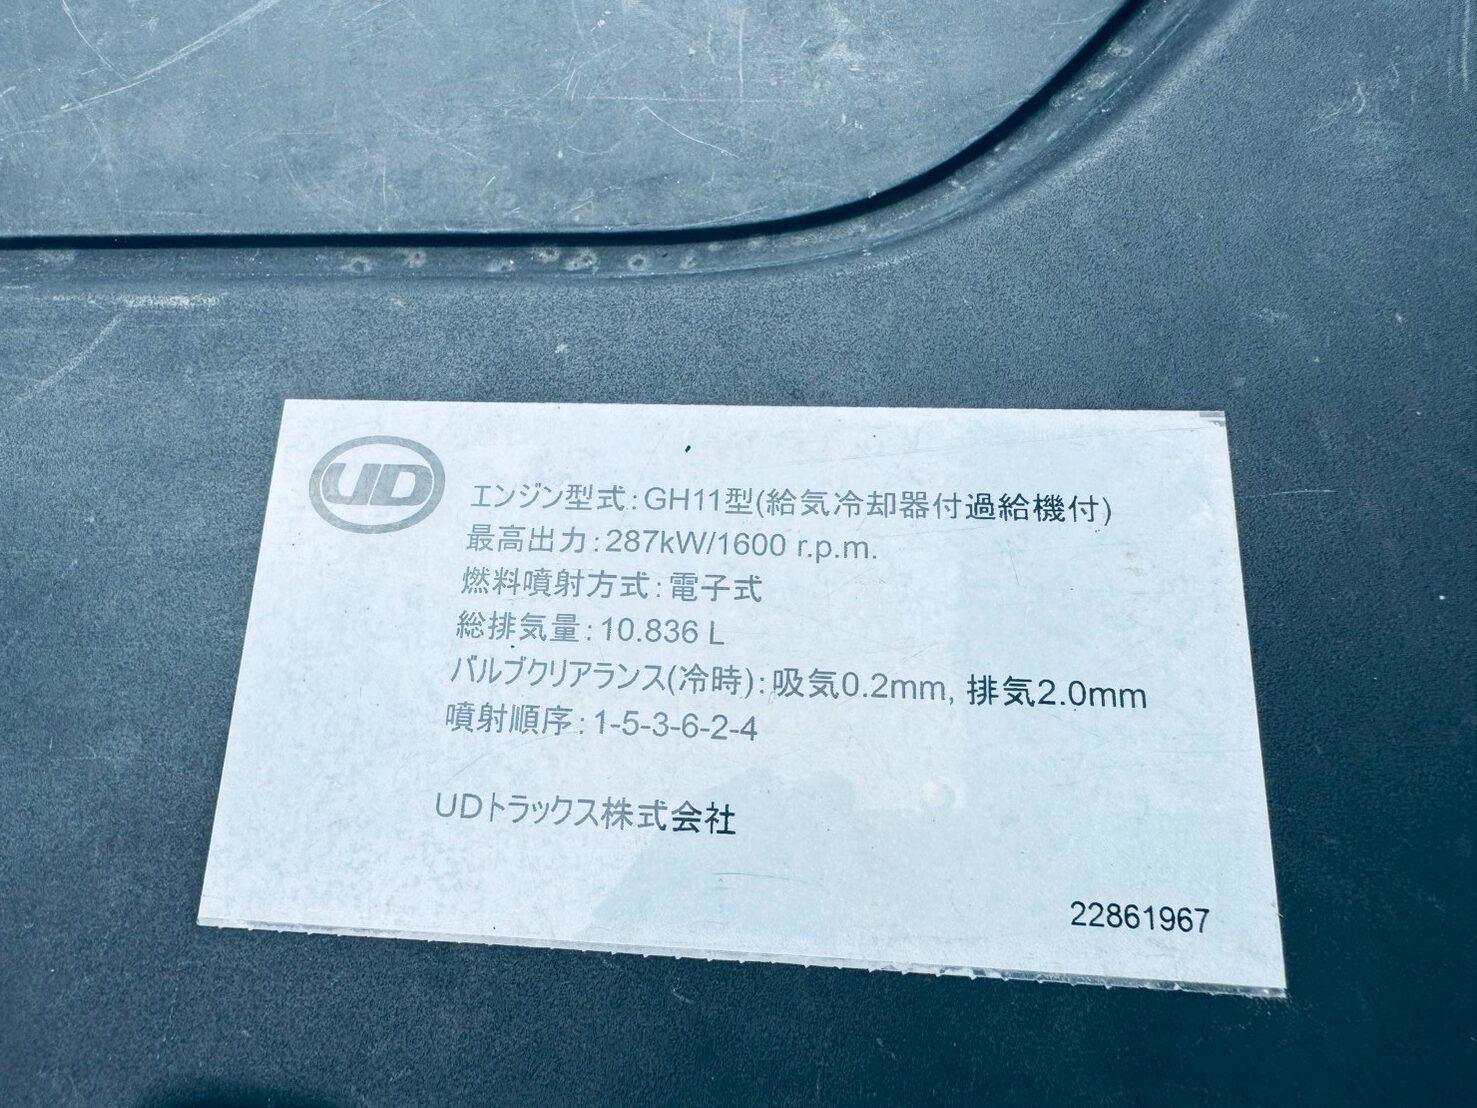 UD
エンジン型式:GH11型(給気冷却器付過給機付)
最高出力:287kW/1600 r.p.m.
燃料噴射方式:電子式
総排気量:10.836 L
バルブクリアランス(冷時):吸気0.2mm, 排気2.0mm
噴射順序:1-5-3-6-2-4
UDトラックス株式会社
22861967